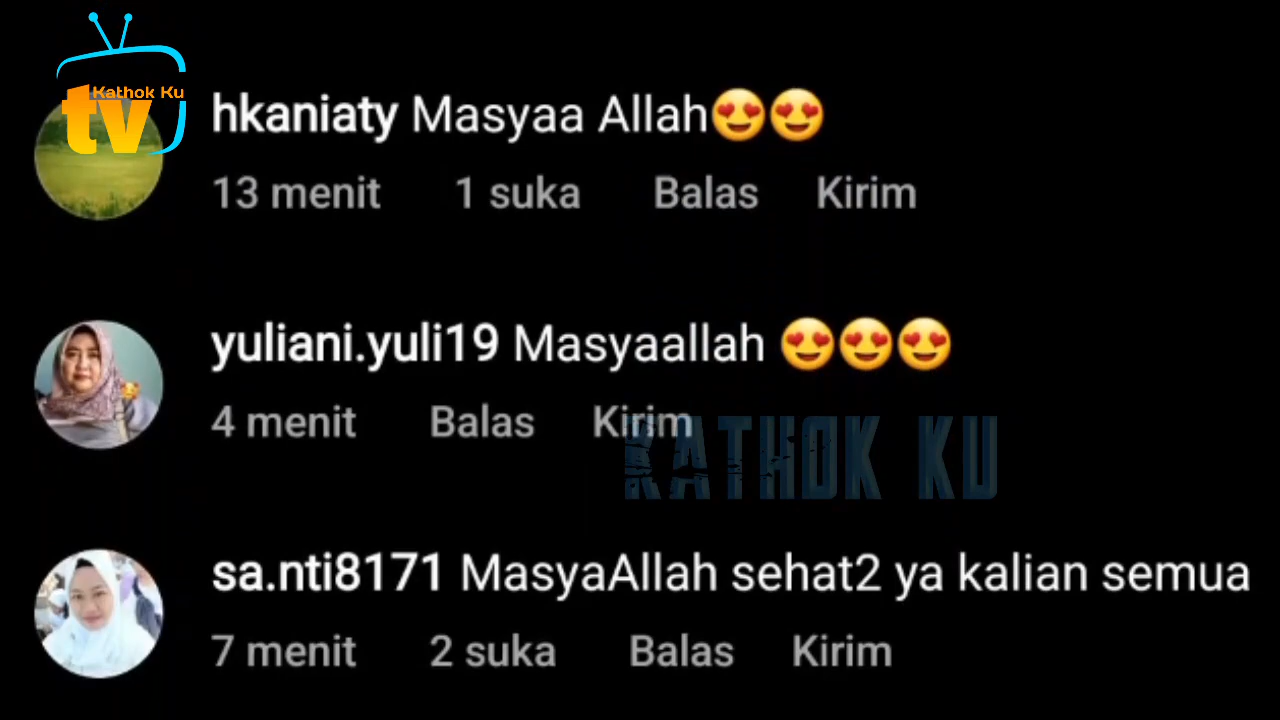 Kathok Ku
tv
hkaniaty Masyaa Allah😍😍
13 menit 1 suka Balas Kirim
yuliani.yuli19 Masyaallah 😍😍😍
4 menit Balas Kirim
KATHOK KU
sa.nti8171 MasyaAllah sehat2 ya kalian semua
7 menit 2 suka Balas Kirim